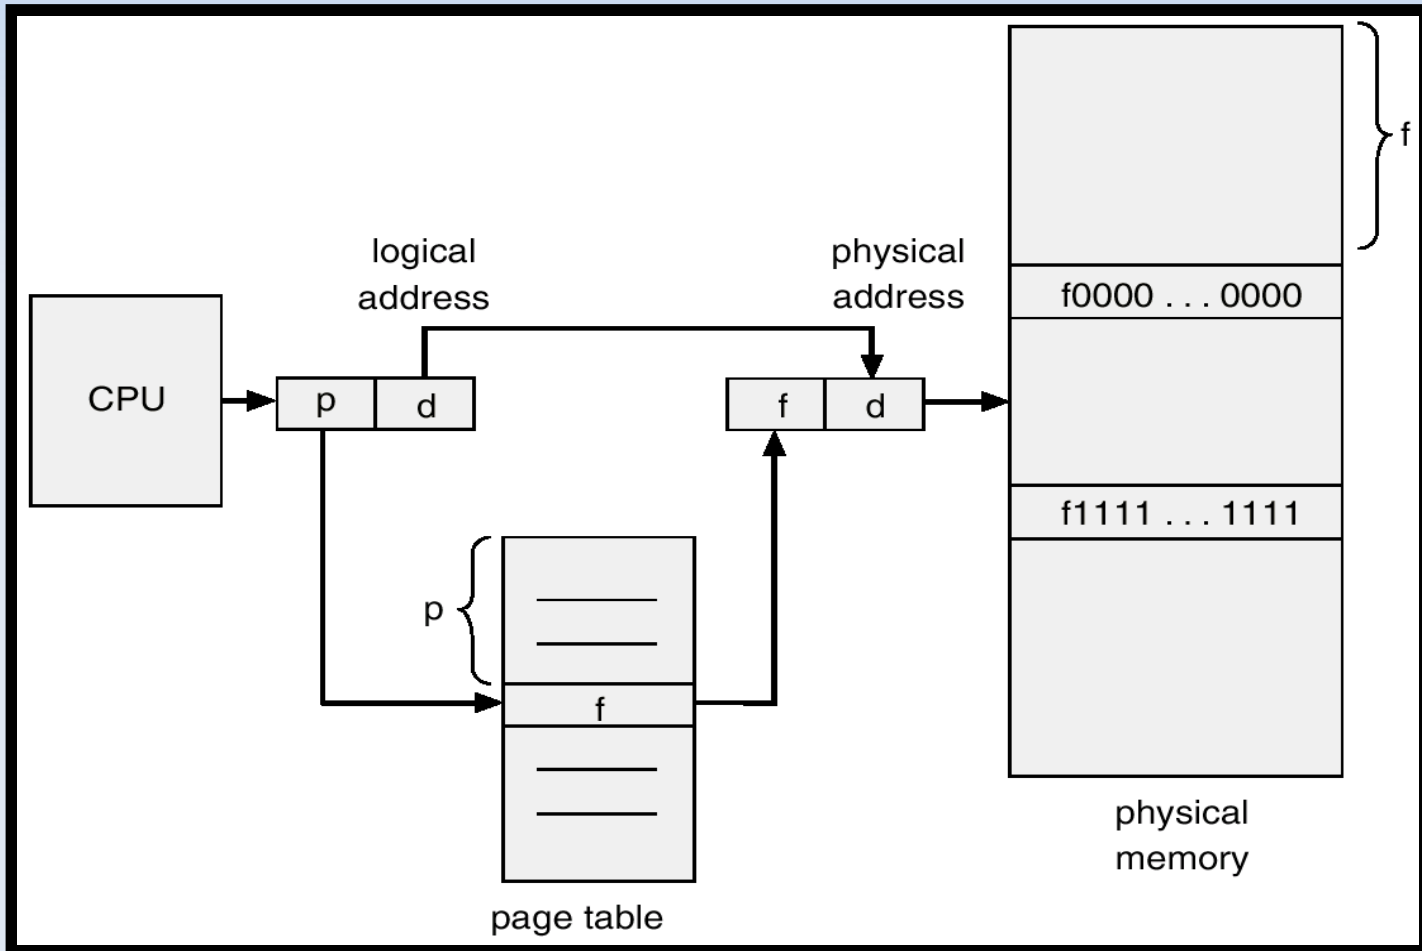 f
logical
address
physical
address
f0000 . . . 0000
CPU
p
d
f
d
f1111 . . . 1111
p
f
physical
memory
page table